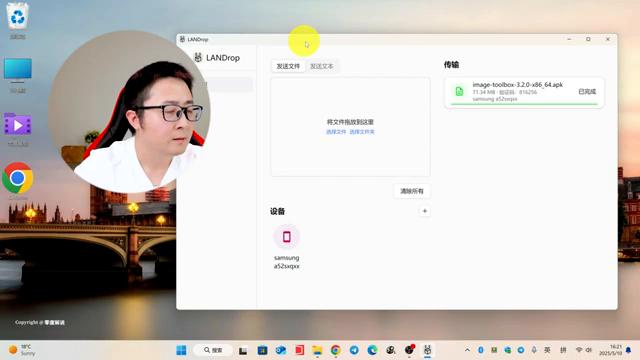 LANDrop
LANDrop
发送文件
发送文本
将文件拖放到这里
选择文件 选择文件夹
清除所有
设备
+
samsung
a52sxqxx
传输
image-toolbox-3.2.0-x86_64.apk
71.34 MB · 验证码: 816256
samsung a52sxqxx
已完成
Copyright @ 零度解说
18°C
Sunny
搜索
英
拼
16:21
2025/5/10